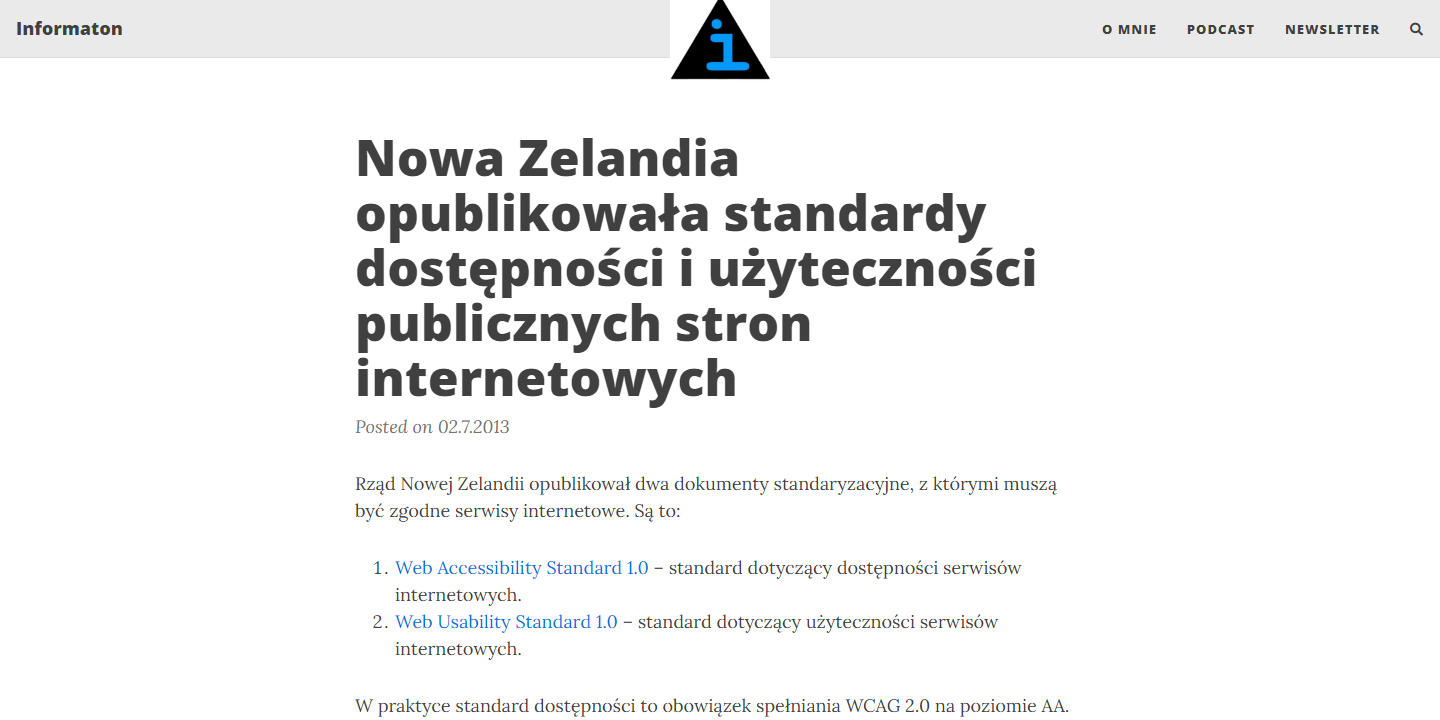 Informaton
i
O MNIE
PODCAST
NEWSLETTER
Nowa Zelandia
opublikowała standardy
dostępności i użyteczności
publicznych stron
internetowych
Posted on 02.7.2013
Rząd Nowej Zelandii opublikował dwa dokumenty standaryzacyjne, z którymi muszą
być zgodne serwisy internetowe. Są to:
1. Web Accessibility Standard 1.0 – standard dotyczący dostępności serwisów
internetowych.
2. Web Usability Standard 1.0 – standard dotyczący użyteczności serwisów
internetowych.
W praktyce standard dostępności to obowiązek spełniania WCAG 2.0 na poziomie AA.